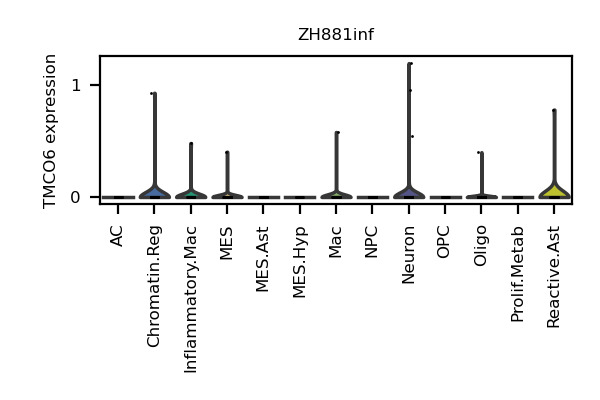 ZH881inf
TMCO6 expression
1
0
AC
Chromatin.Reg
Inflammatory.Mac
MES
MES.Ast
MES.Hyp
Mac
NPC
Neuron
OPC
Oligo
Prolif.Metab
Reactive.Ast